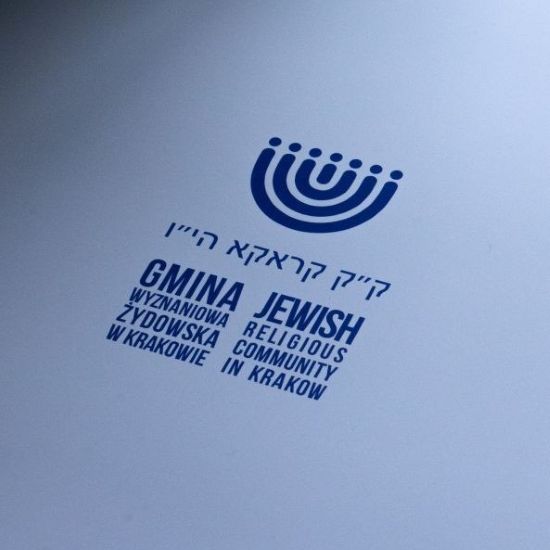 ק״ק קראקא הי״ן
GMINA
WYZNANIOWA
ŻYDOWSKA
W KRAKOWIE
JEWISH
RELIGIOUS
COMMUNITY
IN KRAKOW